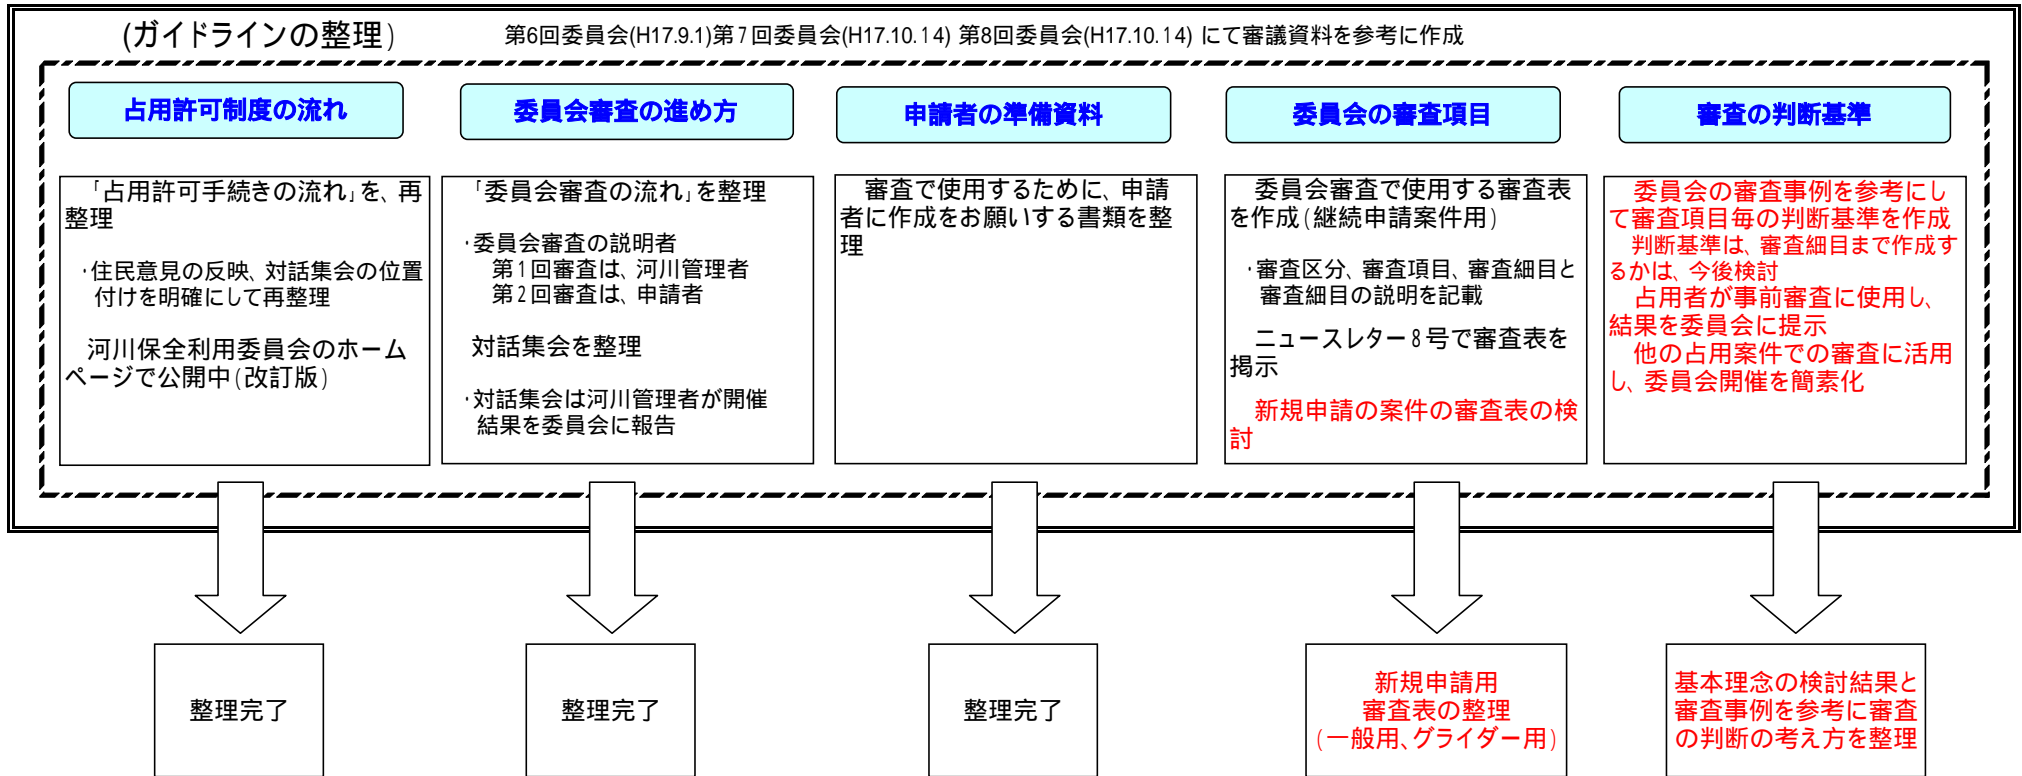 (ガイドラインの整理)
第6回委員会(H17.9.1)第7回委員会(H17.10.14) 第8回委員会(H17.10.14) にて審議資料を参考に作成
占用許可制度の流れ
「占用許可手続きの流れ」を、再
整理
・住民意見の反映、対話集会の位置
付けを明確にして再整理
河川保全利用委員会のホーム
ページで公開中(改訂版)
整理完了
委員会審査の進め方
「委員会審査の流れ」を整理
・委員会審査の説明者
第1回審査は、河川管理者
第2回審査は、申請者
対話集会を整理
・対話集会は河川管理者が開催
結果を委員会に報告
整理完了
申請者の準備資料
審査で使用するために、申請
者に作成をお願いする書類を整
理
整理完了
委員会の審査項目
委員会審査で使用する審査表
を作成(継続申請案件用)
・審査区分、審査項目、審査細目と
審査細目の説明を記載
ニュースレター8号で審査表を
掲示
新規申請の案件の審査表の検
討
新規申請用
審査表の整理
(一般用、グライダー用)
審査の判断基準
委員会の審査事例を参考にし
て審査項目毎の判断基準を作成
判断基準は、審査細目まで作成す
るかは、今後検討
占用者が事前審査に使用し、
結果を委員会に提示
他の占用案件での審査に活用
し、委員会開催を簡素化
基本理念の検討結果と
審査事例を参考に審査
の判断の考え方を整理